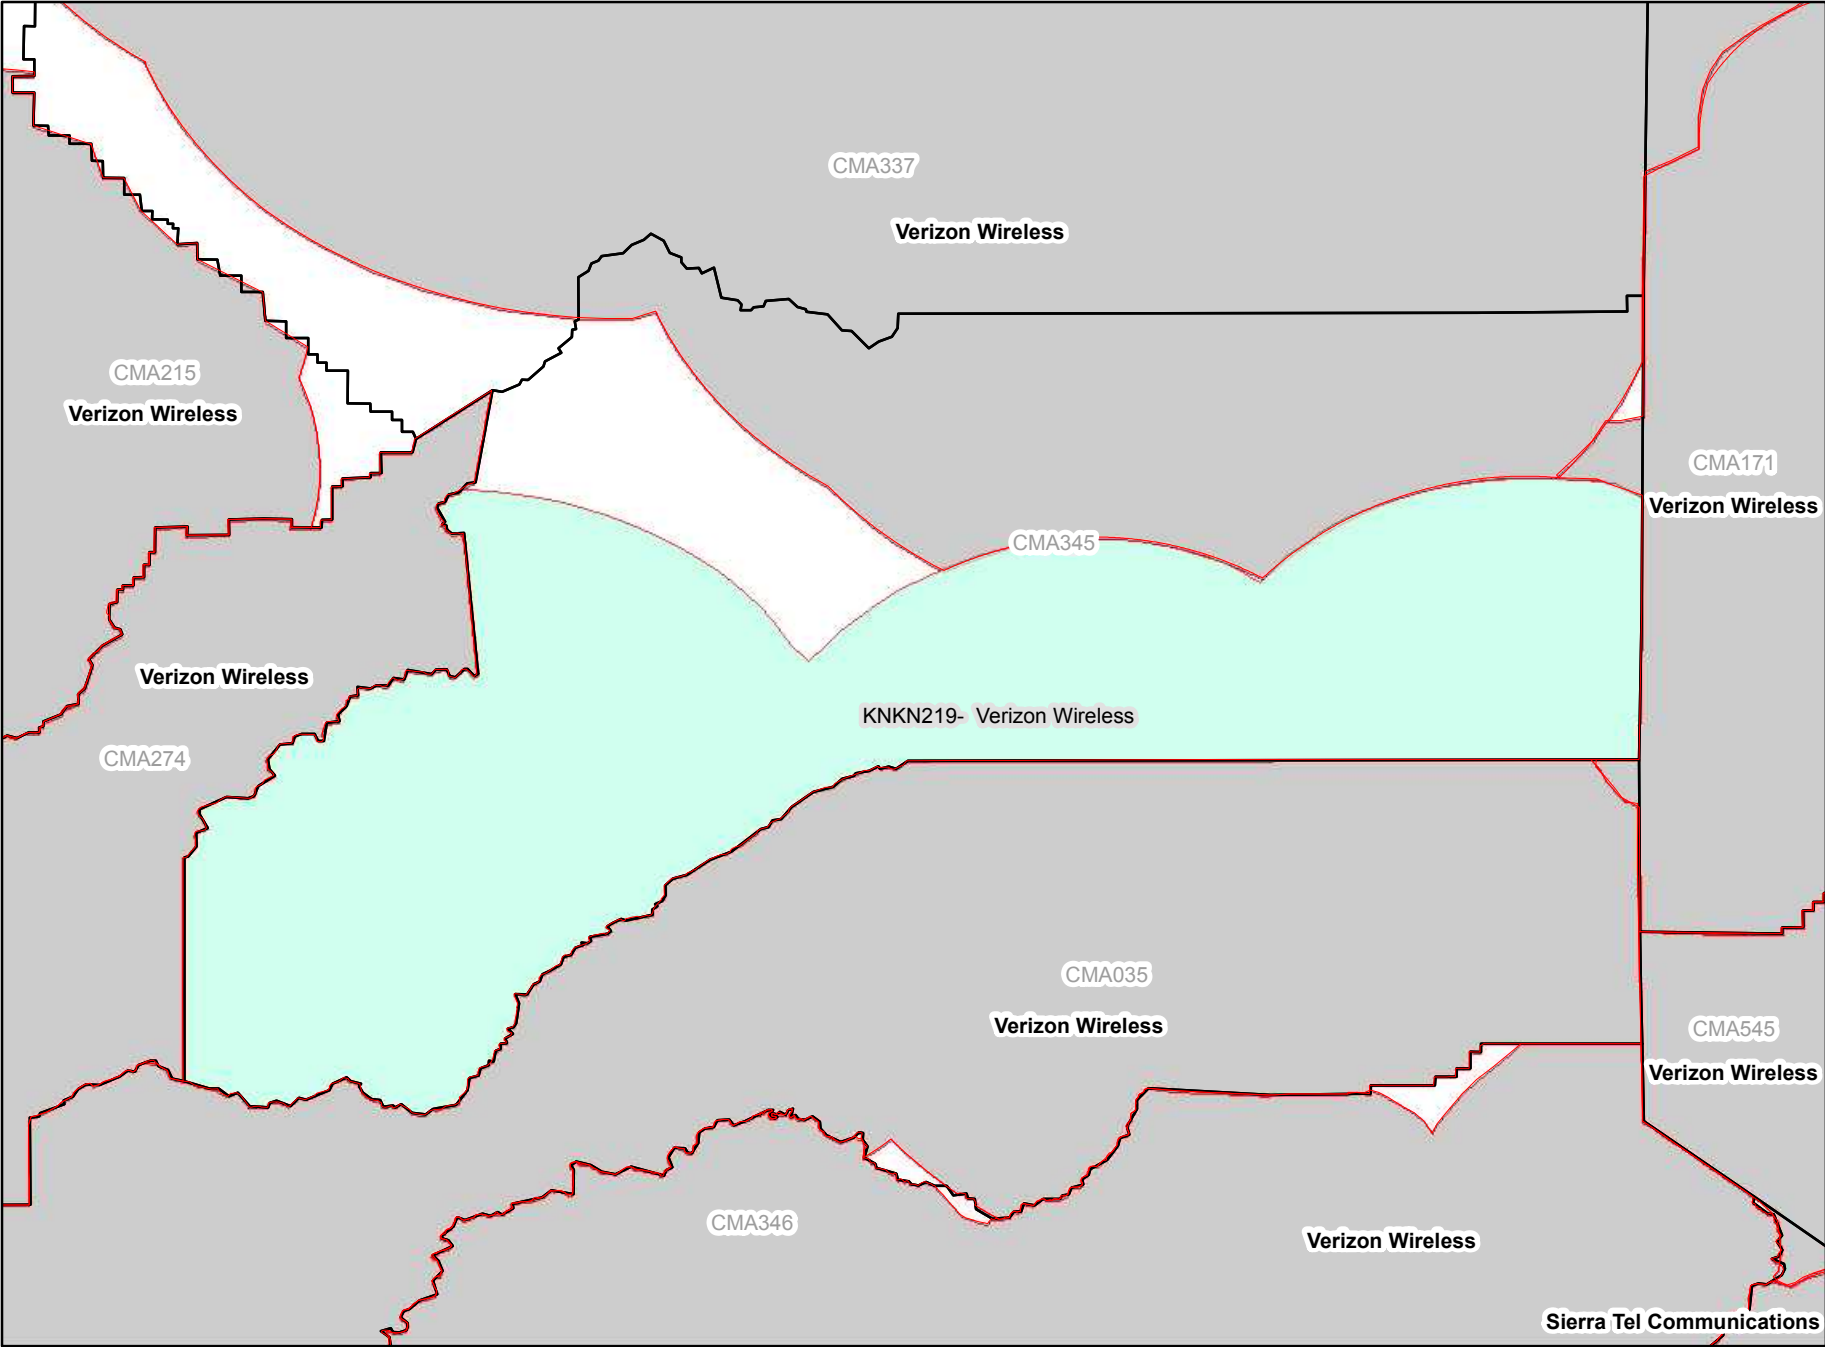 CMA337
Verizon Wireless
CMA215
Verizon Wireless
CMA171
Verizon Wireless
CMA345
Verizon Wireless
KNKN219- Verizon Wireless
CMA274
CMA035
Verizon Wireless
CMA545
Verizon Wireless
CMA346
Verizon Wireless
Sierra Tel Communications